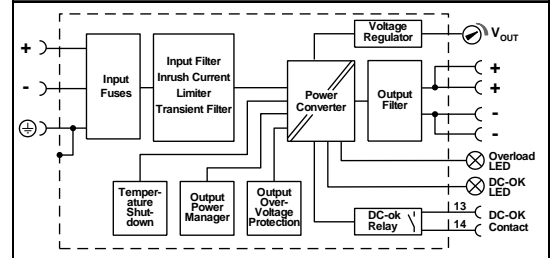 Voltage
Regulator
VOUT
+
-
Input
Fuses
Input Filter
Inrush Current
Limiter
Transient Filter
Power
Converter
Output
Filter
+
+
-
-
Overload
LED
DC-OK
LED
Temper-
ature
Shut-
down
Output
Power
Manager
Output
Over-
Voltage
Protection
DC-ok
Relay
13
14
DC-OK
Contact